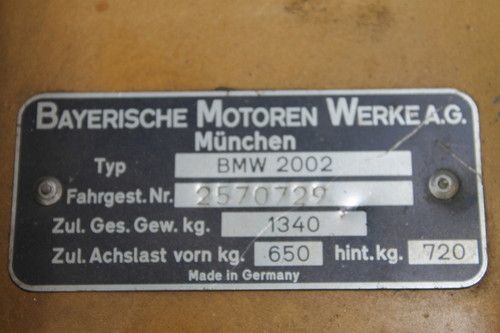 BAYERISCHE MOTOREN WERKE A.G.
München
Typ BMW 2002
Fahrgest. Nr. 2570729
Zul. Ges. Gew. kg. 1340
Zul. Achslast vorn kg. 650 hint. kg. 720
Made in Germany